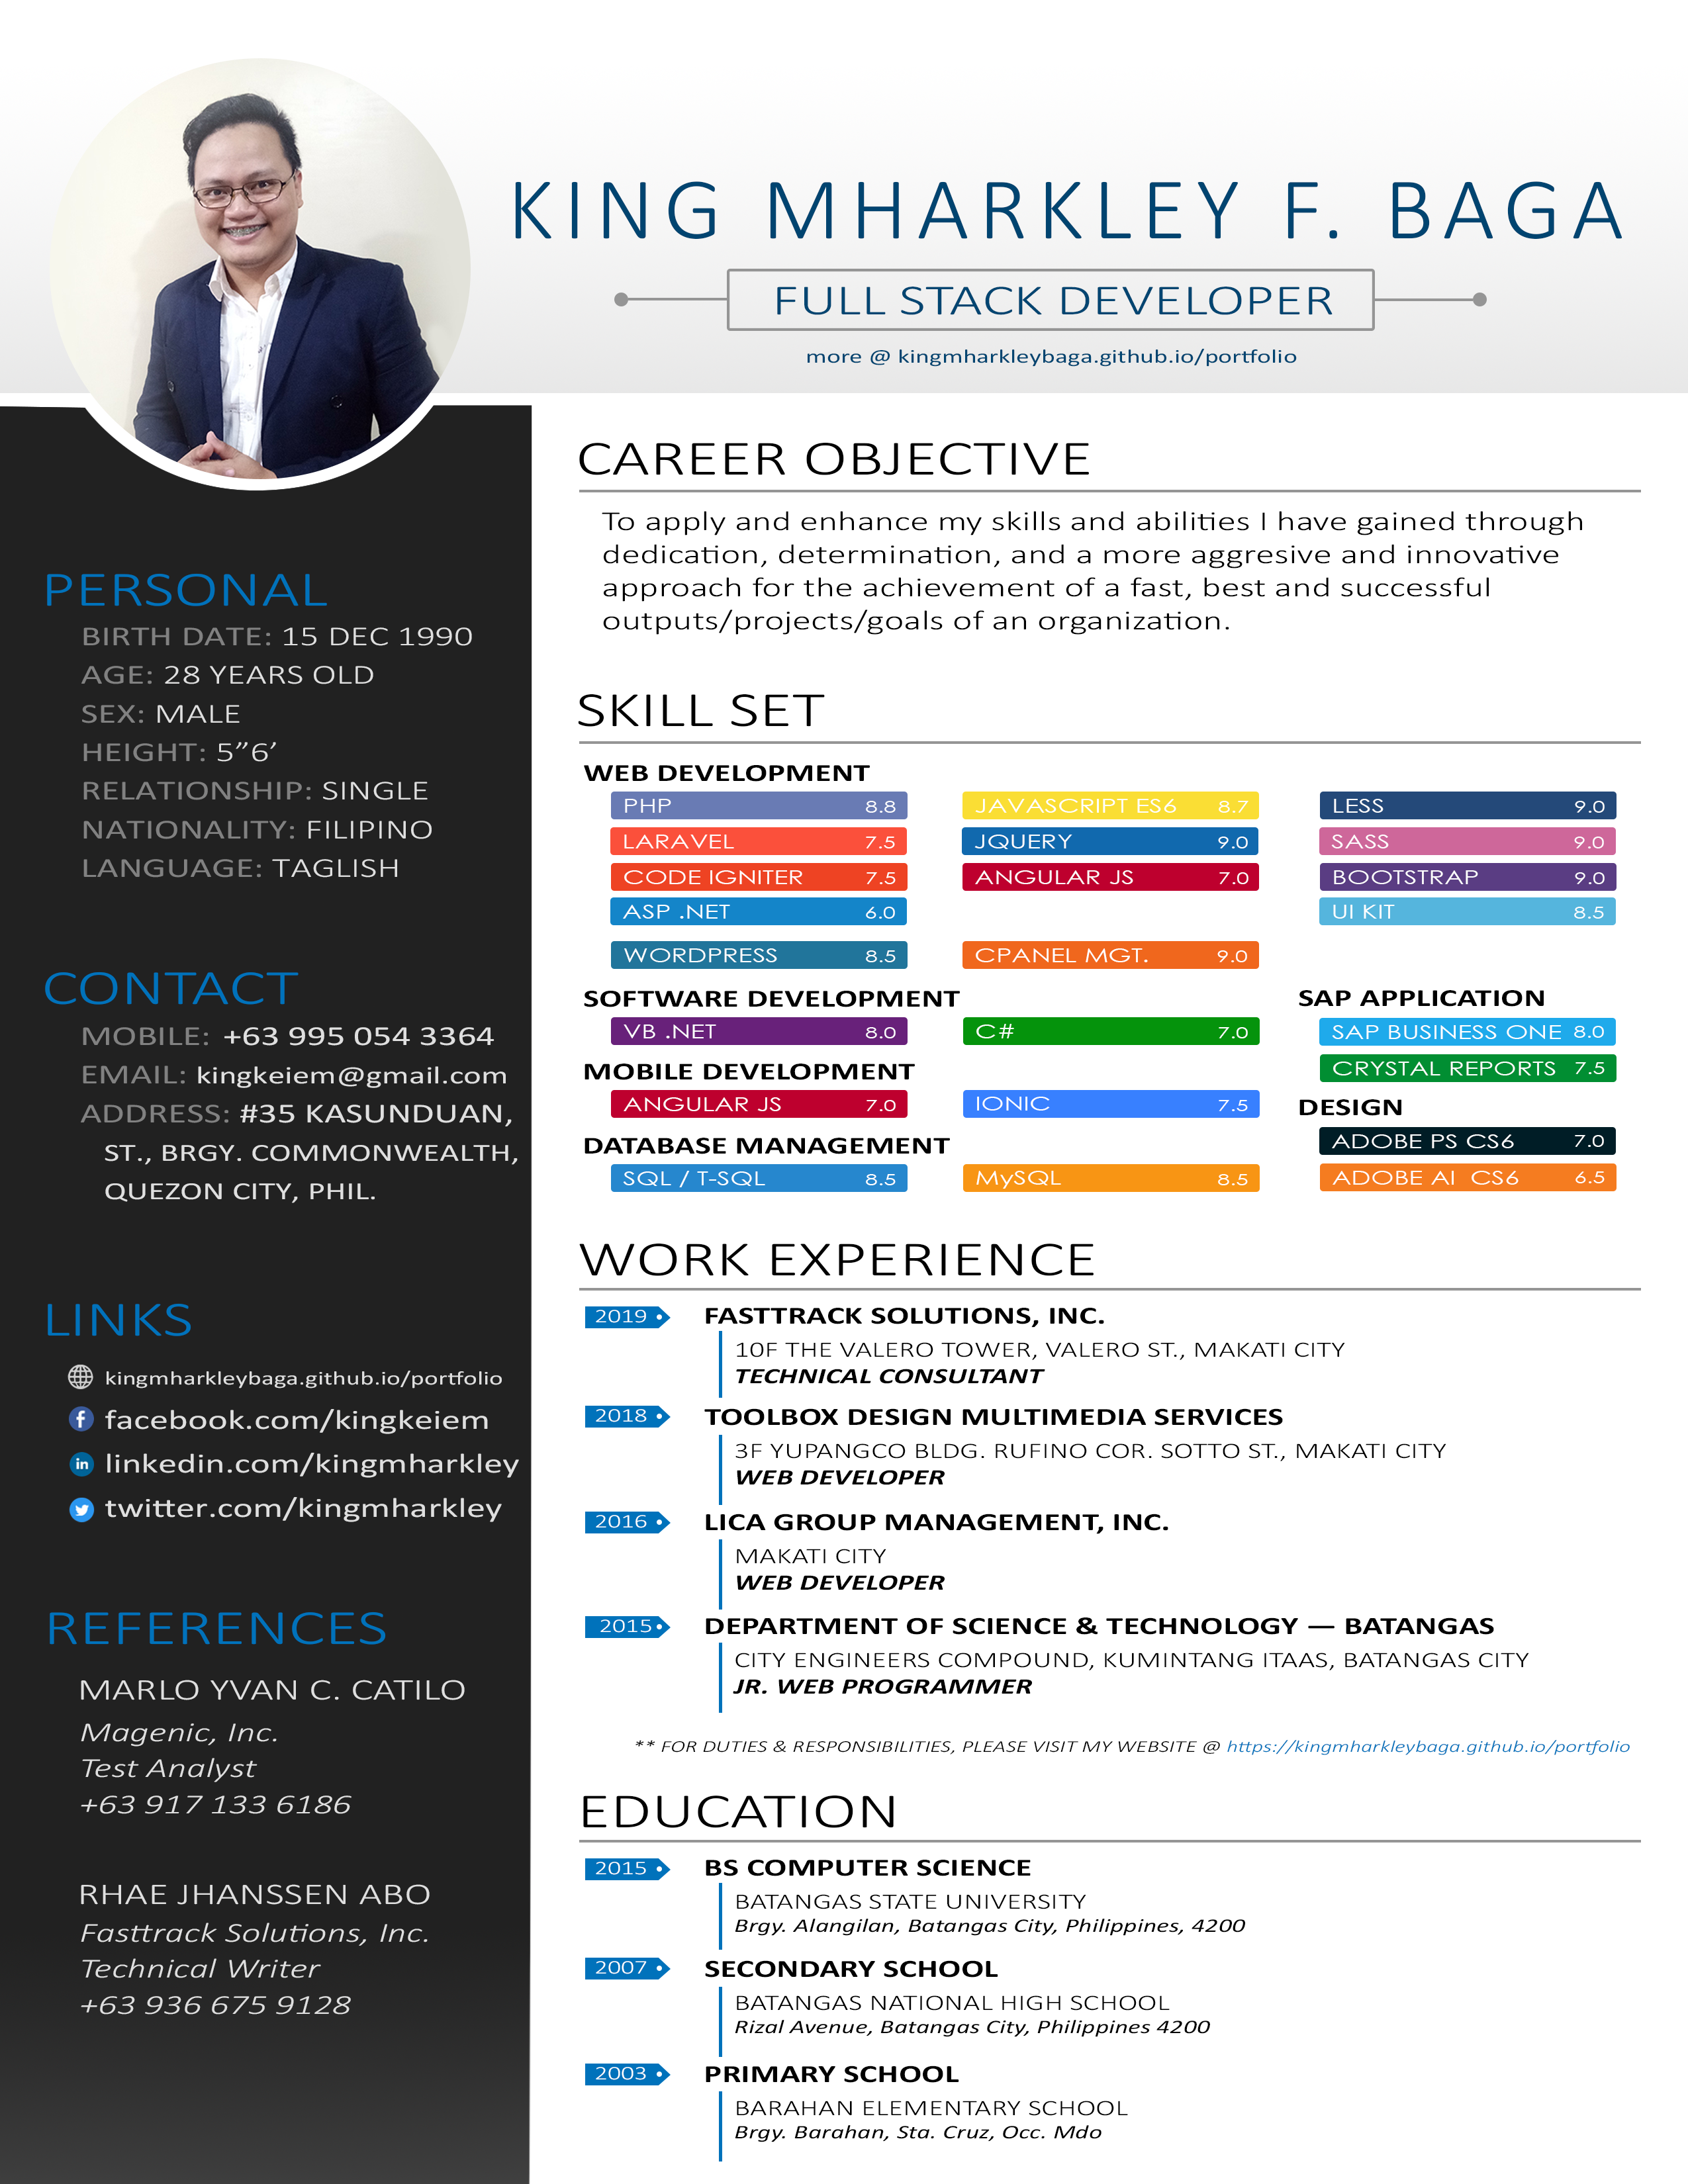 KING MHARKLEY F. BAGA
FULL STACK DEVELOPER
more @ kingmharkleybaga.github.io/portfolio
PERSONAL
BIRTH DATE: 15 DEC 1990
AGE: 28 YEARS OLD
SEX: MALE
HEIGHT: 5”6’
RELATIONSHIP: SINGLE
NATIONALITY: FILIPINO
LANGUAGE: TAGLISH
CONTACT
MOBILE: +63 995 054 3364
EMAIL: kingkeiem@gmail.com
ADDRESS: #35 KASUNDUAN,
ST., BRGY. COMMONWEALTH,
QUEZON CITY, PHIL.
LINKS
kingmharkleybaga.github.io/portfolio
facebook.com/kingkeiem
linkedin.com/kingmharkley
twitter.com/kingmharkley
REFERENCES
MARLO YVAN C. CATILO
Magenic, Inc.
Test Analyst
+63 917 133 6186
RHAE JHANSSEN ABO
Fasttrack Solutions, Inc.
Technical Writer
+63 936 675 9128
CAREER OBJECTIVE
To apply and enhance my skills and abilities I have gained through
dedication, determination, and a more aggresive and innovative
approach for the achievement of a fast, best and successful
outputs/projects/goals of an organization.
SKILL SET
WEB DEVELOPMENT
PHP 8.8
JAVASCRIPT ES6 8.7
LESS 9.0
LARAVEL 7.5
JQUERY 9.0
SASS 9.0
CODE IGNITER 7.5
ANGULAR JS 7.0
BOOTSTRAP 9.0
ASP .NET 6.0
UI KIT 8.5
WORDPRESS 8.5
CPANEL MGT. 9.0
SOFTWARE DEVELOPMENT
VB .NET 8.0
C# 7.0
MOBILE DEVELOPMENT
ANGULAR JS 7.0
IONIC 7.5
DATABASE MANAGEMENT
SQL / T-SQL 8.5
MySQL 8.5
SAP APPLICATION
SAP BUSINESS ONE 8.0
CRYSTAL REPORTS 7.5
DESIGN
ADOBE PS CS6 7.0
ADOBE AI CS6 6.5
WORK EXPERIENCE
2019 FASTTRACK SOLUTIONS, INC.
10F THE VALERO TOWER, VALERO ST., MAKATI CITY
TECHNICAL CONSULTANT
2018 TOOLBOX DESIGN MULTIMEDIA SERVICES
3F YUPANGCO BLDG. RUFINO COR. SOTTO ST., MAKATI CITY
WEB DEVELOPER
2016 LICA GROUP MANAGEMENT, INC.
MAKATI CITY
WEB DEVELOPER
2015 DEPARTMENT OF SCIENCE & TECHNOLOGY — BATANGAS
CITY ENGINEERS COMPOUND, KUMINTANG ITAAS, BATANGAS CITY
JR. WEB PROGRAMMER
** FOR DUTIES & RESPONSIBILITIES, PLEASE VISIT MY WEBSITE @ https://kingmharkleybaga.github.io/portfolio
EDUCATION
2015 BS COMPUTER SCIENCE
BATANGAS STATE UNIVERSITY
Brgy. Alangilan, Batangas City, Philippines, 4200
2007 SECONDARY SCHOOL
BATANGAS NATIONAL HIGH SCHOOL
Rizal Avenue, Batangas City, Philippines 4200
2003 PRIMARY SCHOOL
BARAHAN ELEMENTARY SCHOOL
Brgy. Barahan, Sta. Cruz, Occ. Mdo